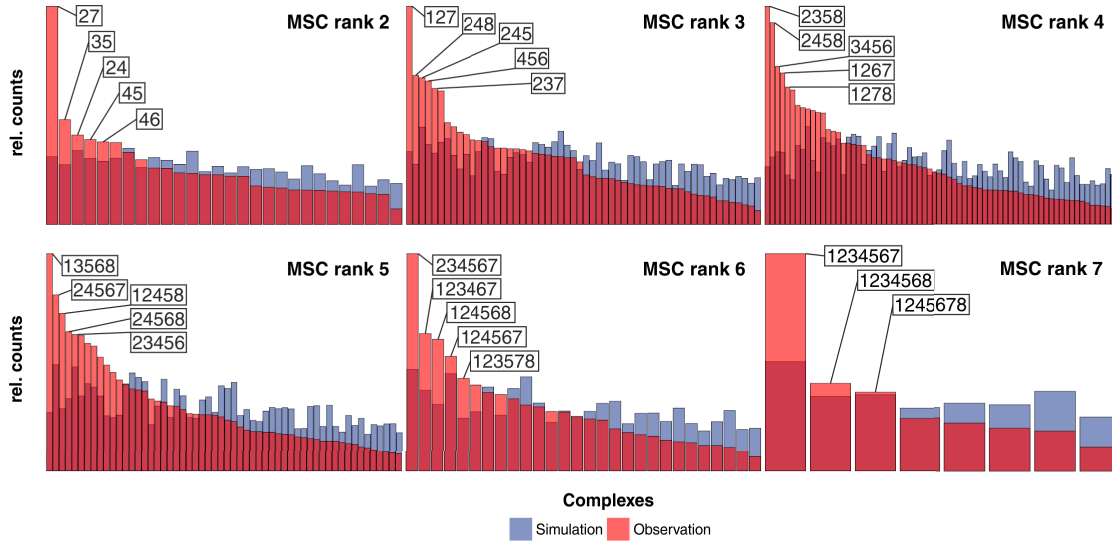 MSC rank 2
27
35
24
45
46
MSC rank 3
127
248
245
456
237
MSC rank 4
2358
2458
3456
1267
1278
rel. counts
MSC rank 5
13568
24567
12458
24568
23456
MSC rank 6
234567
123467
124568
124567
123578
MSC rank 7
1234567
1234568
1245678
rel. counts
Complexes
Simulation Observation